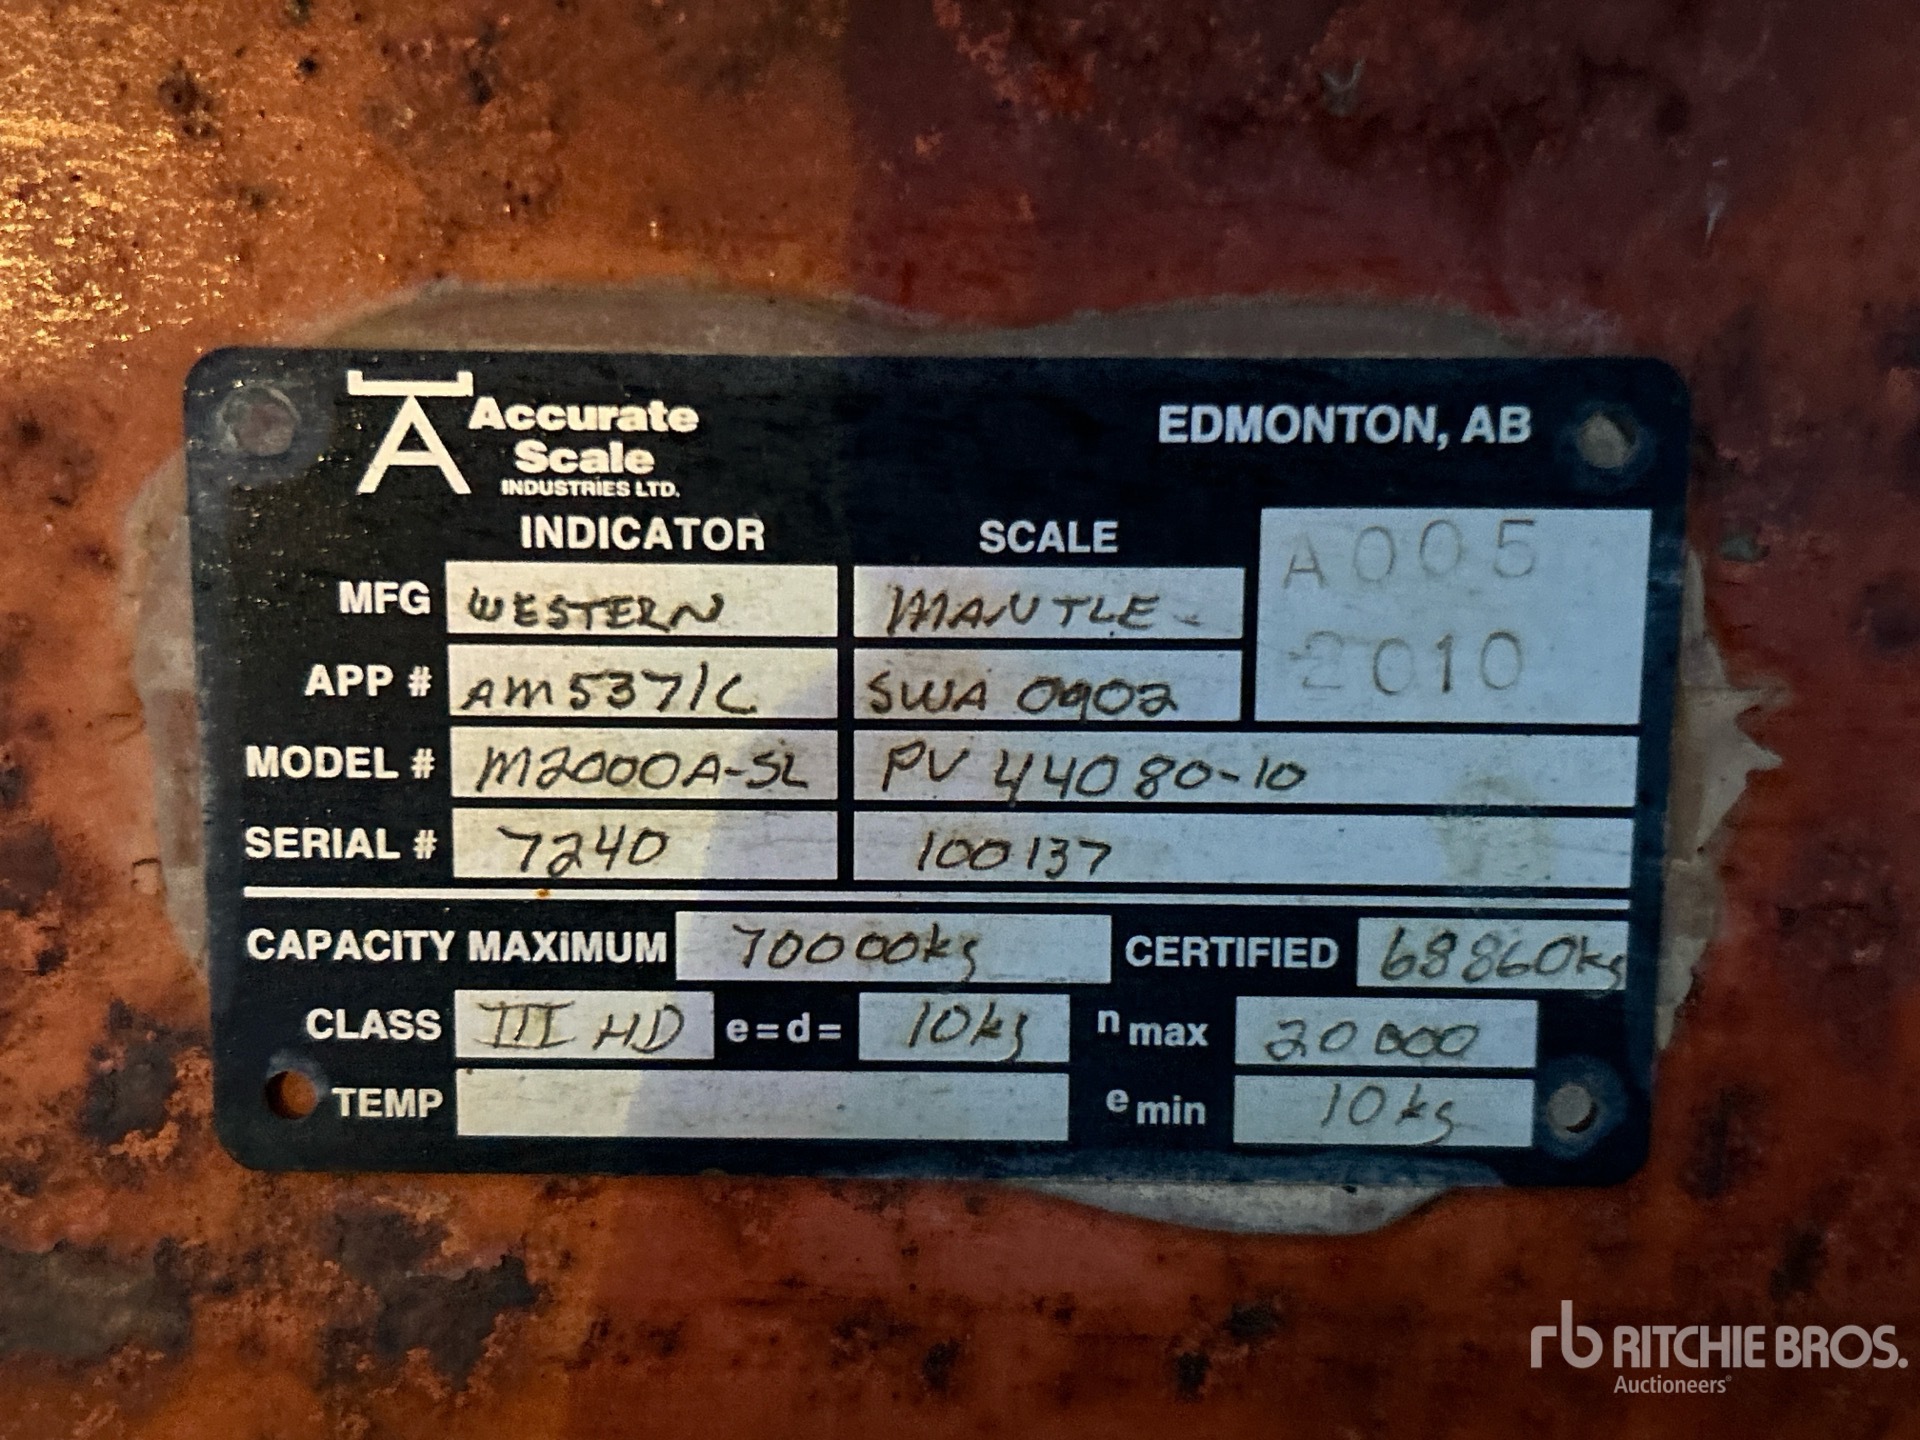 Accurate
Scale
INDUSTRIES LTD.
EDMONTON, AB
INDICATOR SCALE
A005
2010
MFG WESTERN MANTLE
APP # AM5371C SWA 0902
MODEL # M2000A-SL PV 44080-10
SERIAL # 7240 100137
CAPACITY MAXIMUM 70000kg CERTIFIED 68860kg
CLASS III HD e=d= 10kg n max 20000
TEMP e min 10kg
rb RITCHIE BROS.
Auctioneers